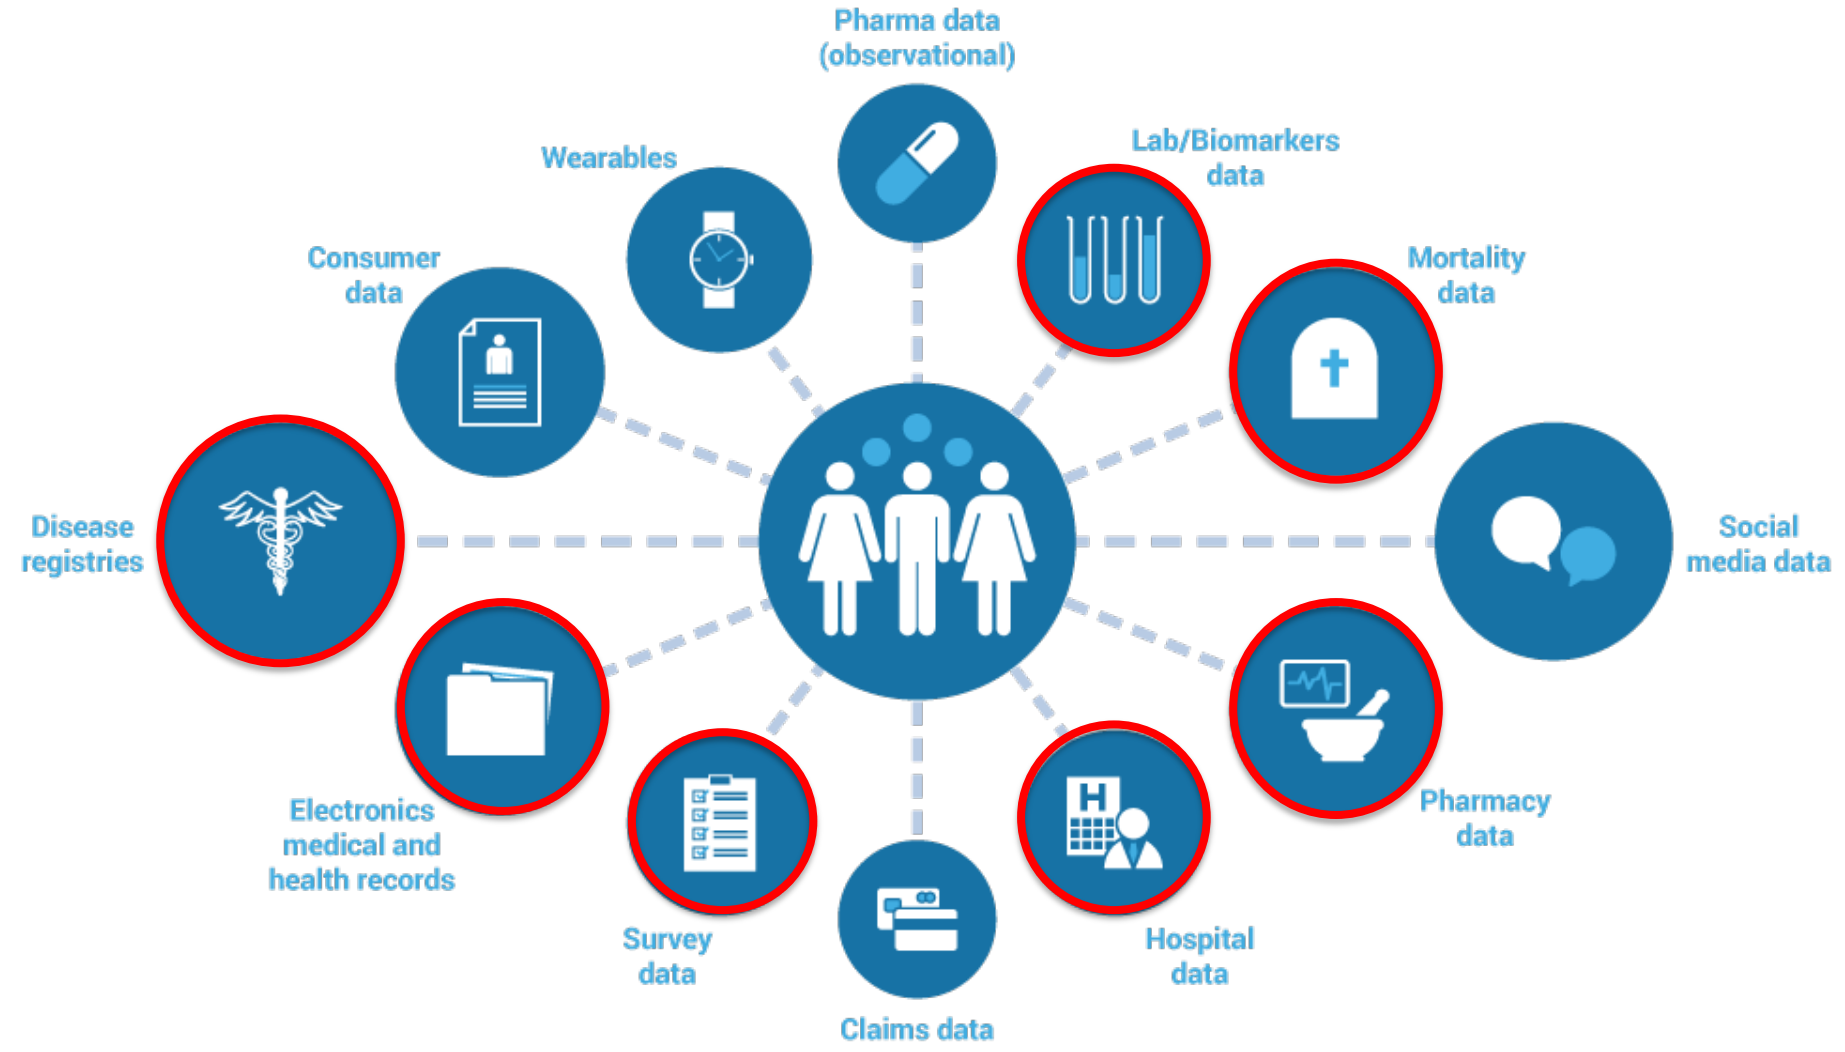 Pharma data
(observational)
Lab/Biomarkers
data
Wearables
Mortality
data
Consumer
data
Disease
registries
Social
media data
Electronics
medical and
health records
H
Pharmacy
data
Survey
data
Hospital
data
Claims data